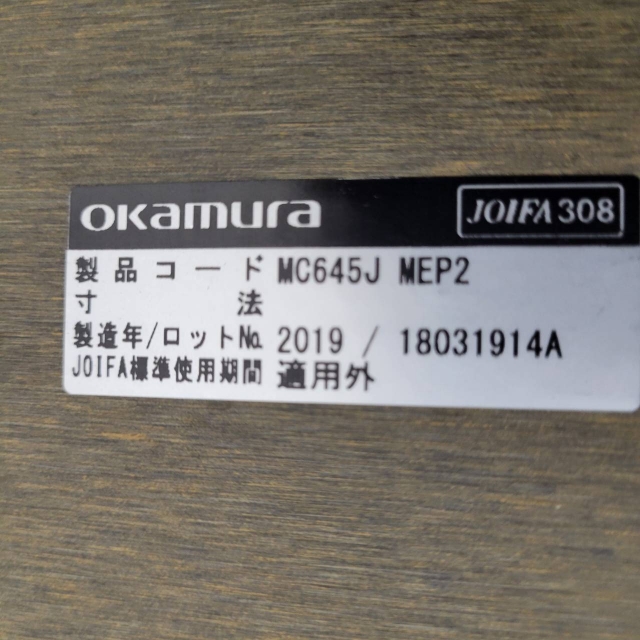 okamura JOIFA308
製品コード MC645J MEP2
寸法
製造年/ロット№ 2019 / 18031914A
JOIFA標準使用期間 適用外